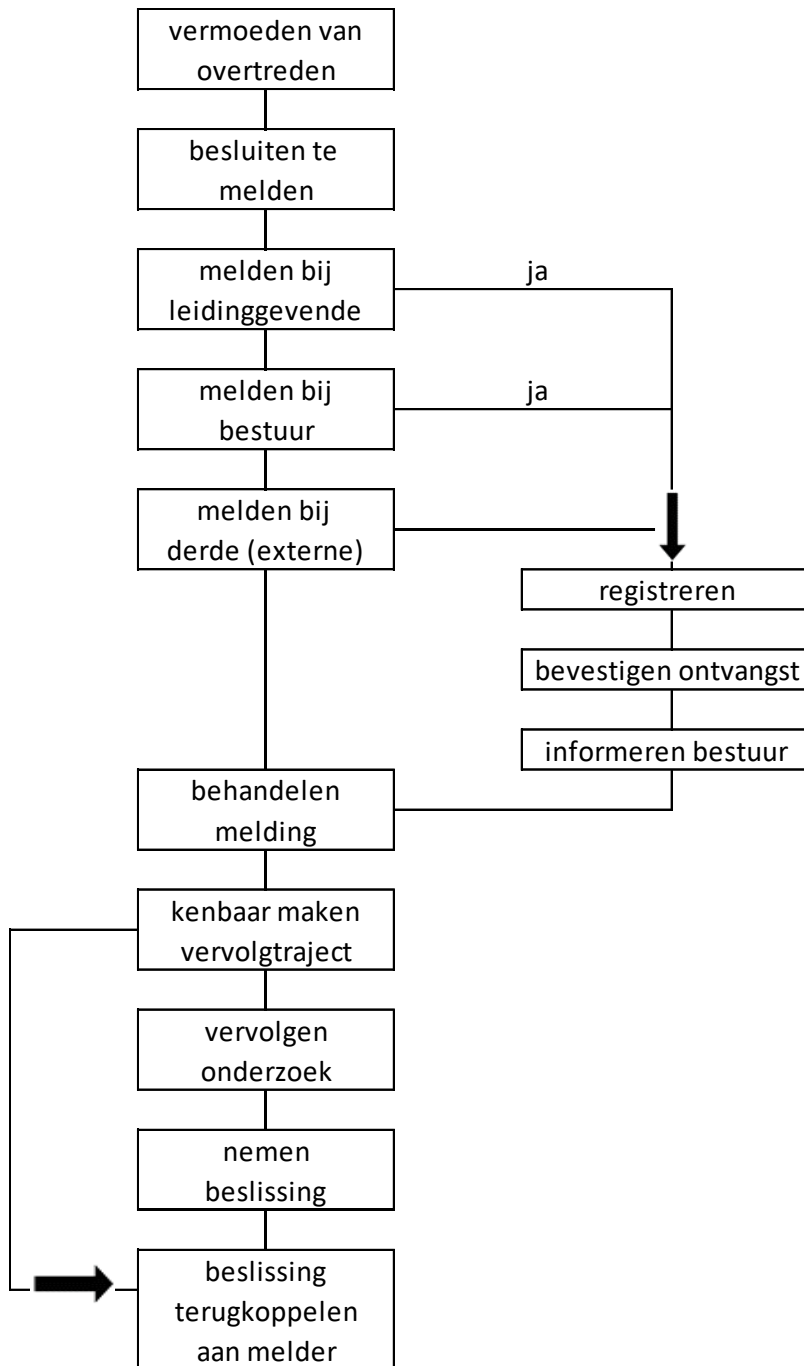 vermoeden van
overtreden
besluiten te
melden
melden bij
leidinggevende
ja
melden bij
bestuur
ja
melden bij
derde (externe)
registreren
bevestigen ontvangst
informeren bestuur
behandelen
melding
kenbaar maken
vervolgtraject
vervolgen
onderzoek
nemen
beslissing
beslissing
terugkoppelen
aan melder